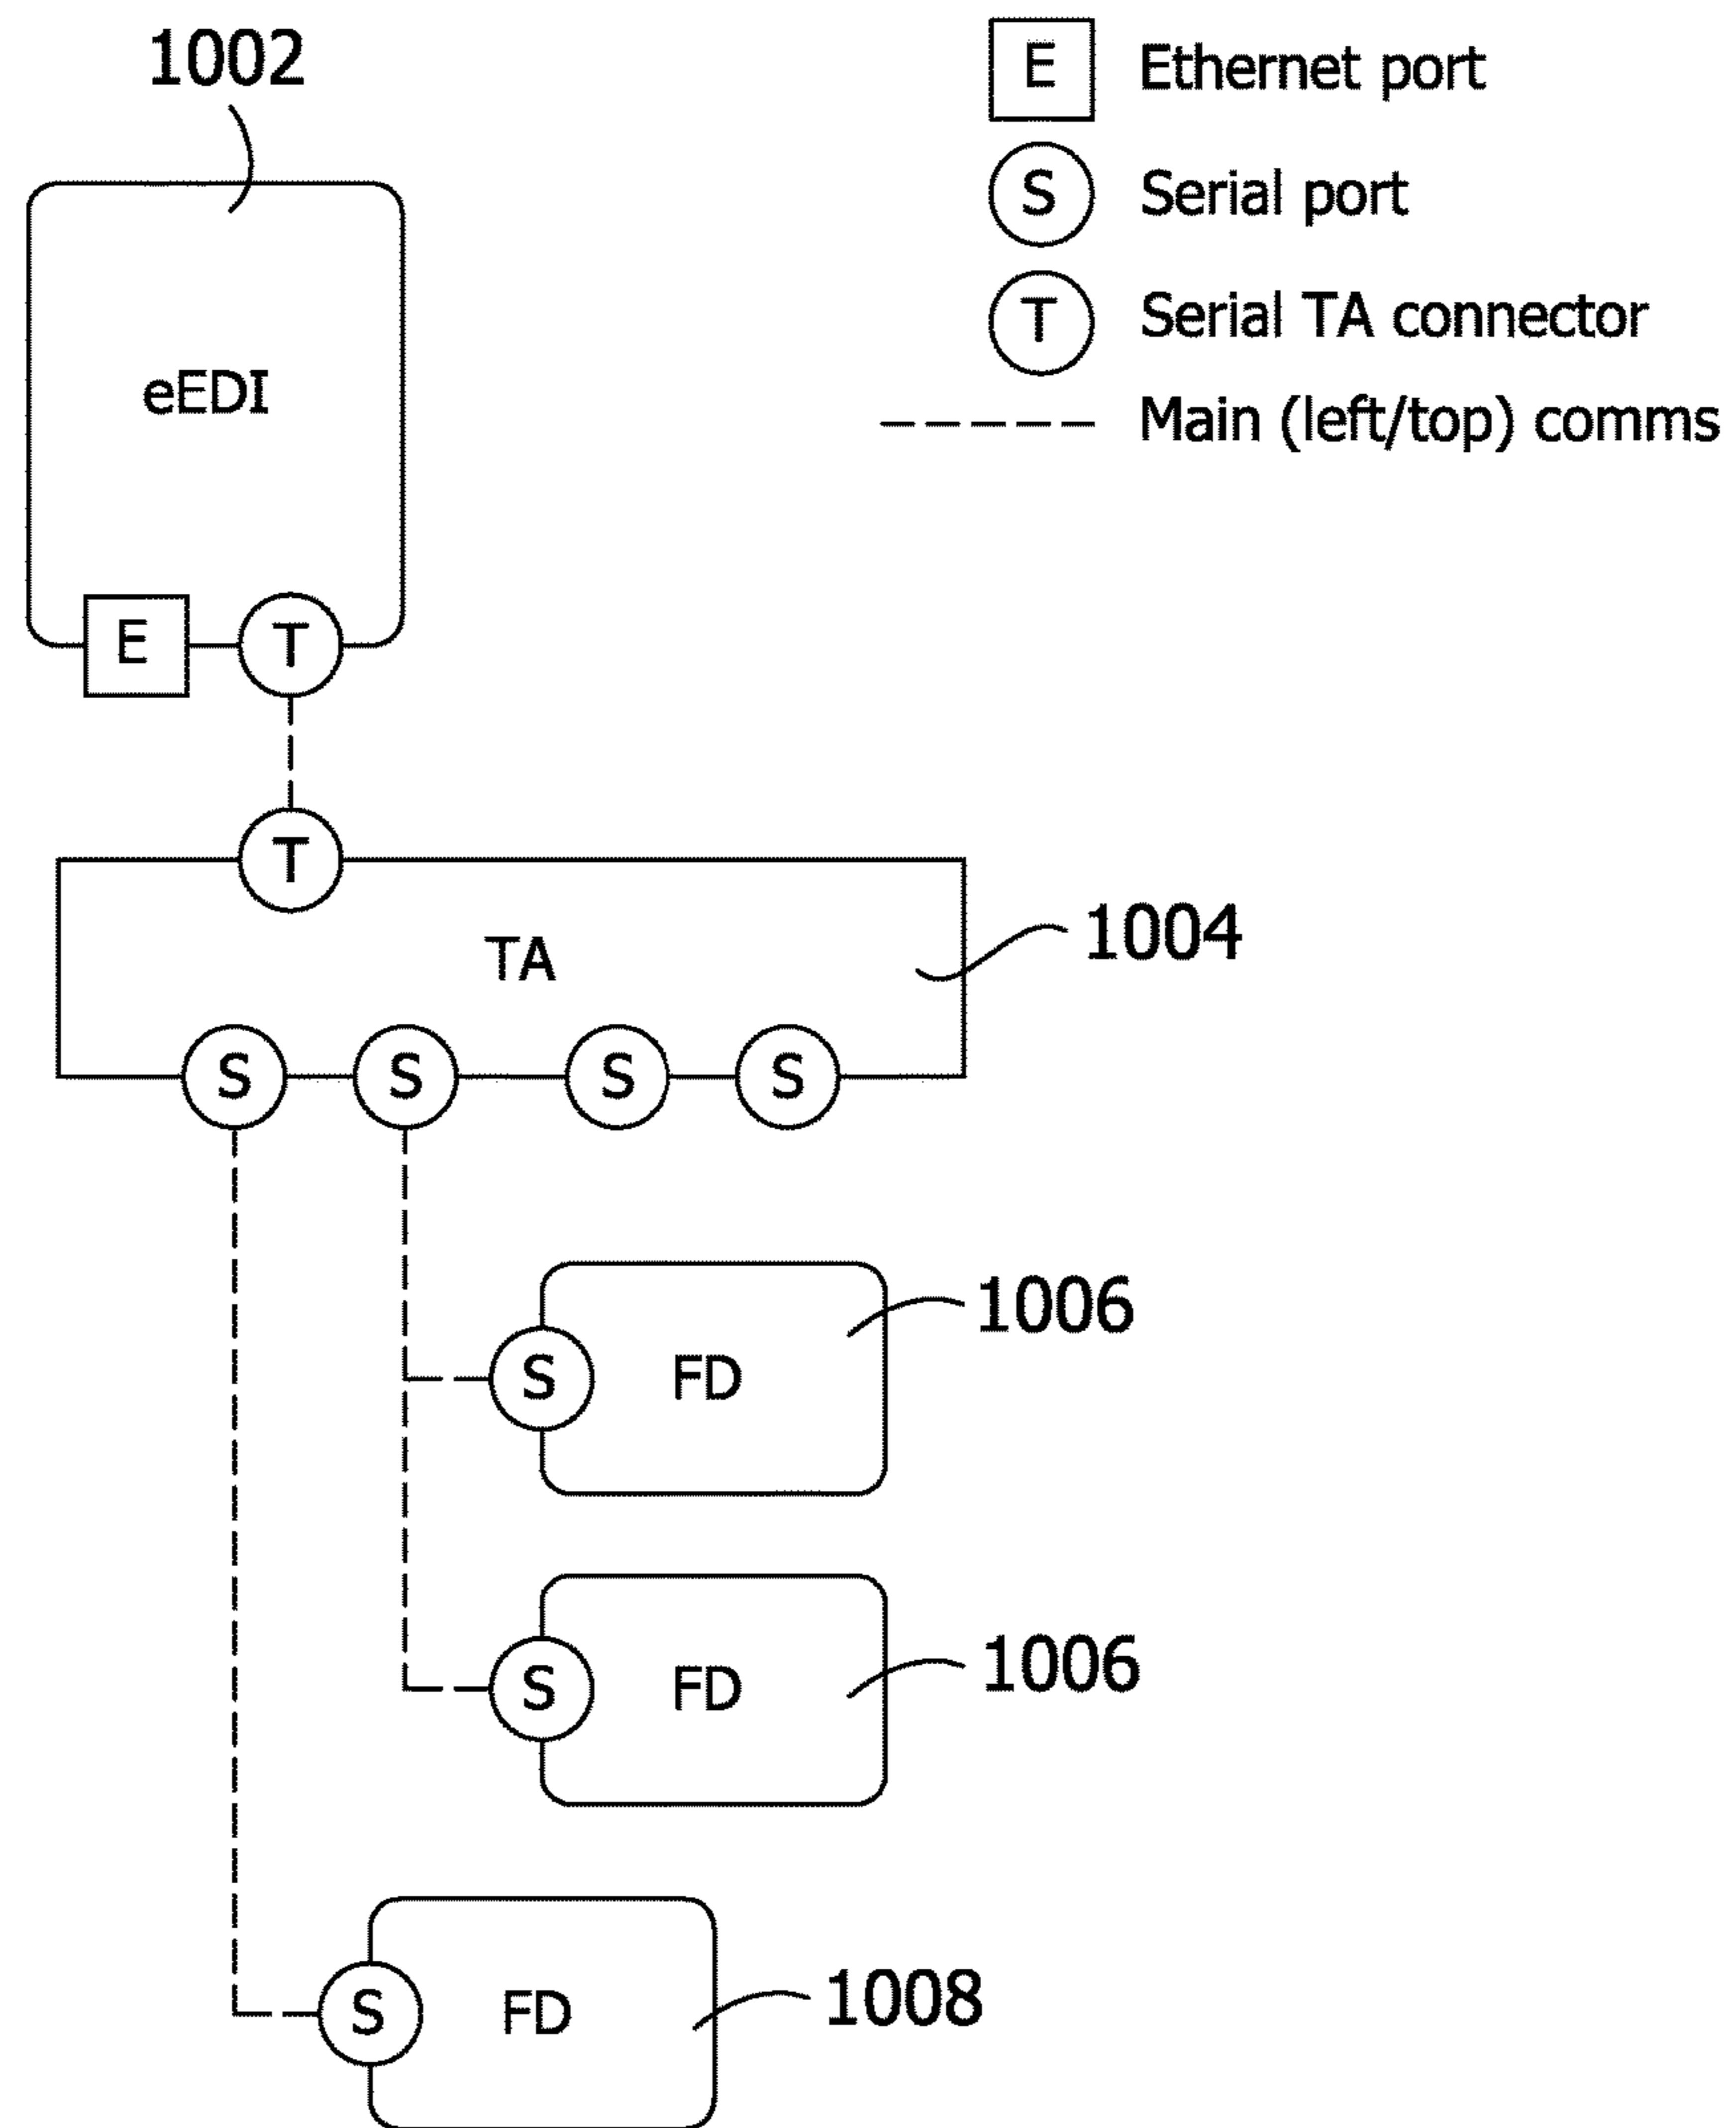 1002
E Ethernet port
S Serial port
T Serial TA connector
Main (left/top) comms
eEDI
E T
T
TA
1004
S S S S
1006
S FD
1006
S FD
S FD
1008